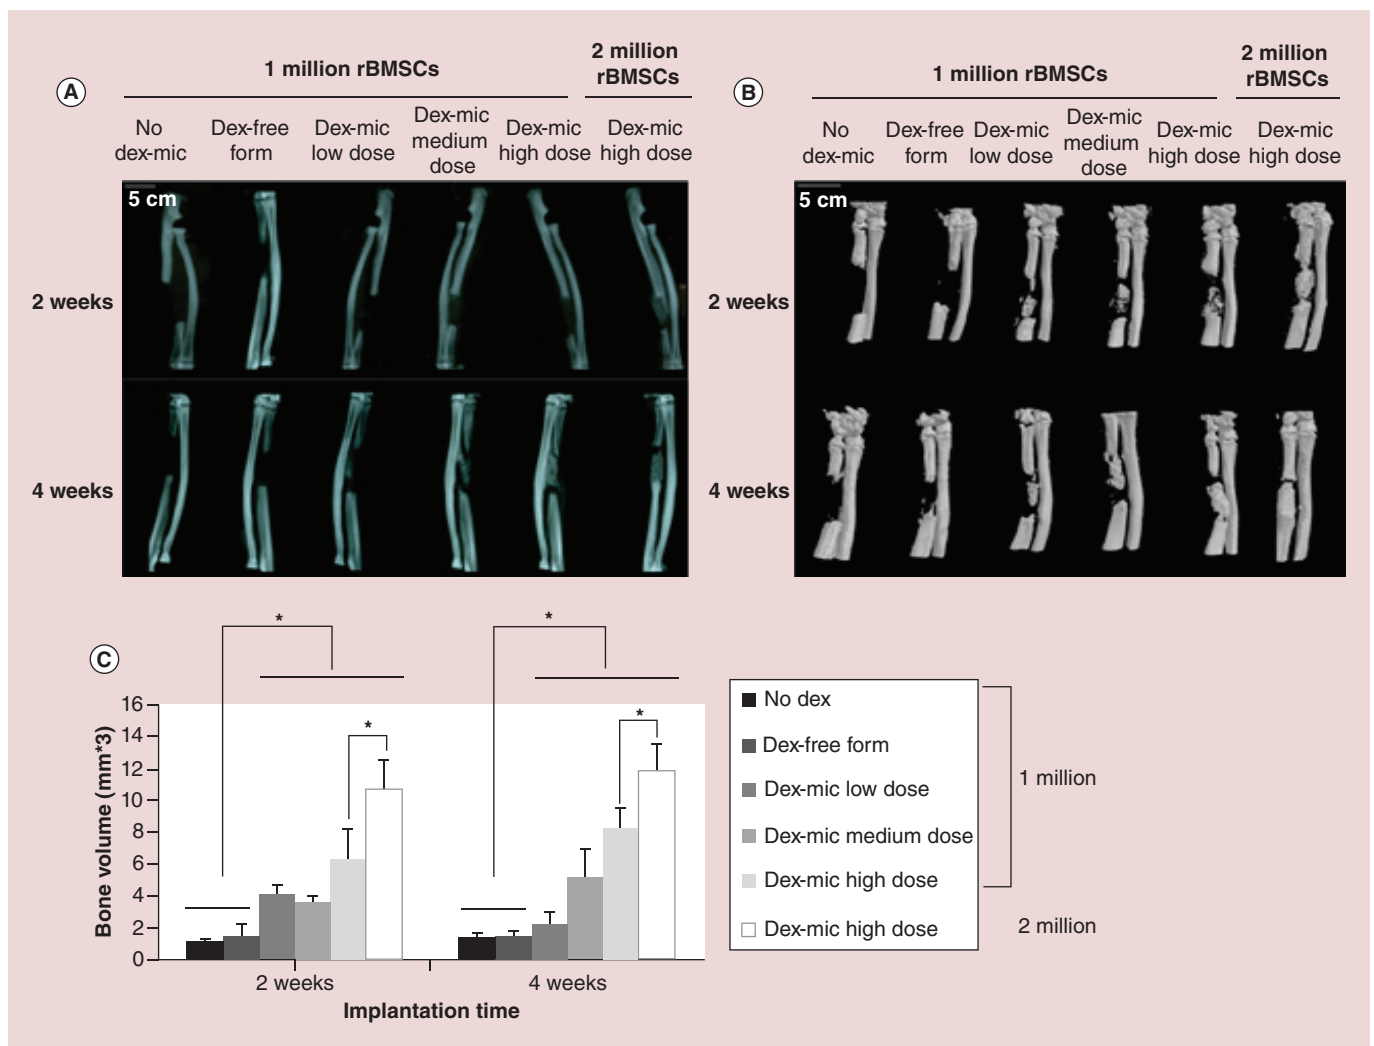 A
1 million rBMSCs
2 million
rBMSCs
No
dex-mic
Dex-free
form
Dex-mic
low dose
Dex-mic
medium
dose
Dex-mic
high dose
Dex-mic
high dose
5 cm
2 weeks
4 weeks
B
1 million rBMSCs
2 million
rBMSCs
No
dex-mic
Dex-free
form
Dex-mic
low dose
Dex-mic
medium
dose
Dex-mic
high dose
Dex-mic
high dose
5 cm
2 weeks
4 weeks
C
*
*
*
*
Bone volume (mm*3)
16
14
12
10
8
6
4
2
0
2 weeks
4 weeks
Implantation time
No dex
Dex-free form
Dex-mic low dose
Dex-mic medium dose
Dex-mic high dose
Dex-mic high dose
1 million
2 million